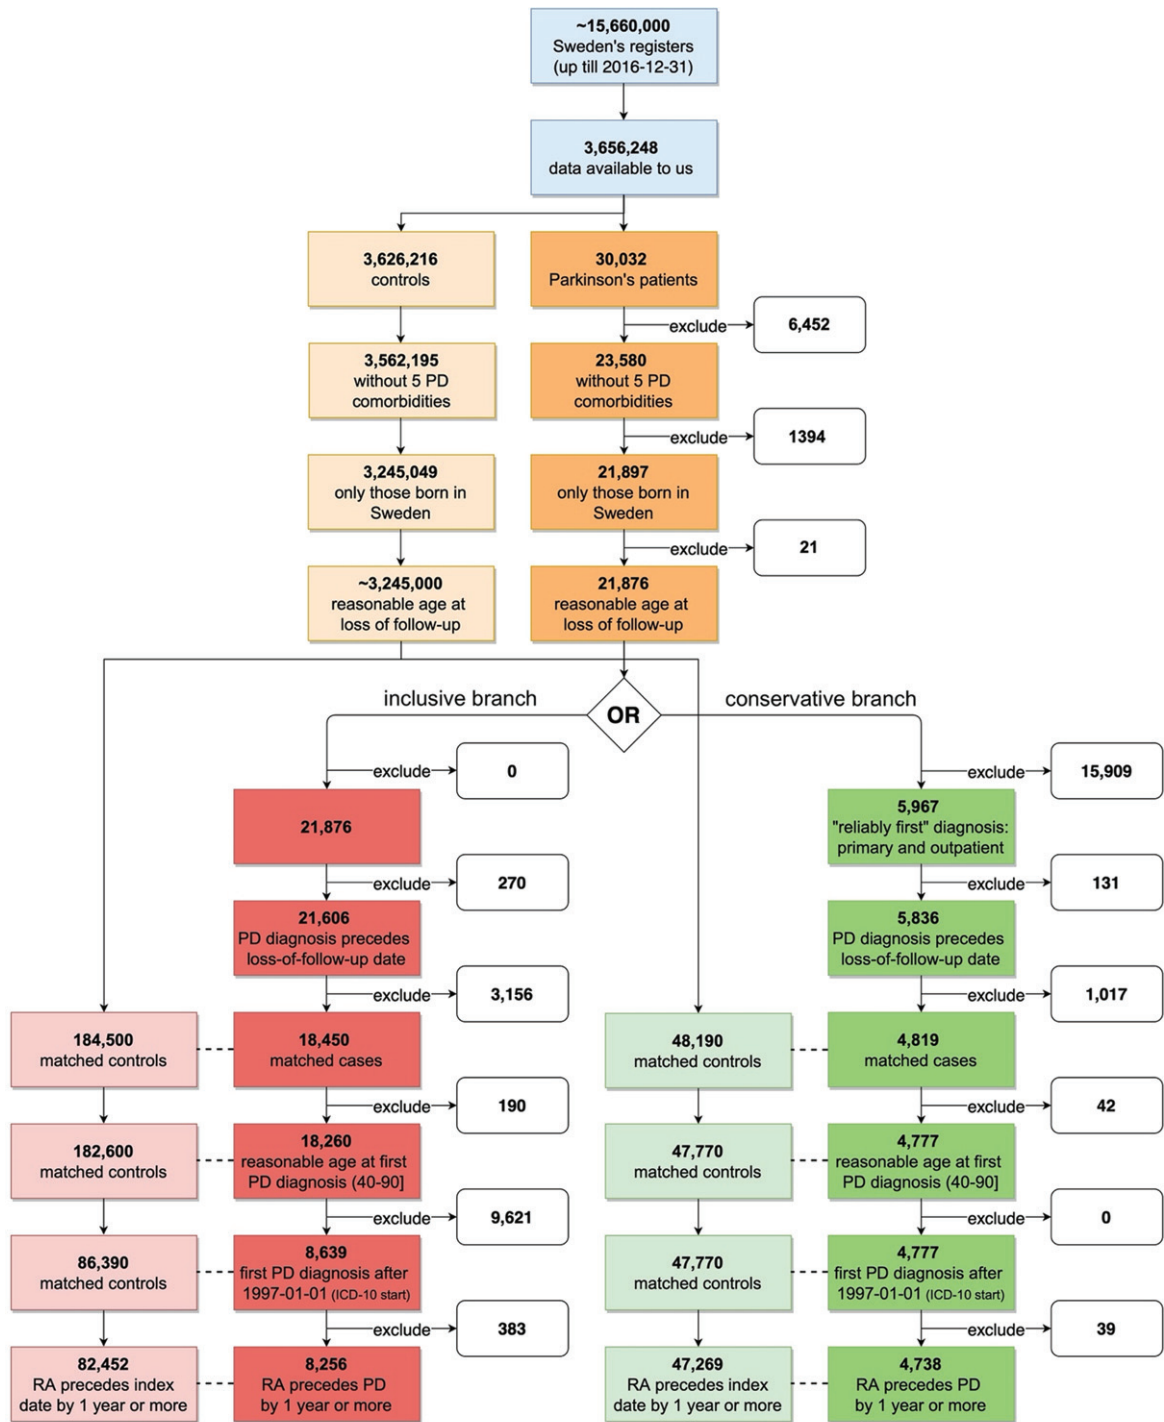 ~15,660,000
Sweden's registers
(up till 2016-12-31)
3,656,248
data available to us
3,626,216
controls
30,032
Parkinson's patients
exclude
6,452
3,562,195
without 5 PD
comorbidities
23,580
without 5 PD
comorbidities
exclude
1394
3,245,049
only those born in
Sweden
21,897
only those born in
Sweden
exclude
21
~3,245,000
reasonable age at
loss of follow-up
21,876
reasonable age at
loss of follow-up
inclusive branch
OR
conservative branch
exclude
0
exclude
15,909
21,876
5,967
"reliably first" diagnosis:
primary and outpatient
exclude
270
exclude
131
21,606
PD diagnosis precedes
loss-of-follow-up date
5,836
PD diagnosis precedes
loss-of-follow-up date
exclude
3,156
exclude
1,017
184,500
matched controls
18,450
matched cases
48,190
matched controls
4,819
matched cases
exclude
190
exclude
42
182,600
matched controls
18,260
reasonable age at first
PD diagnosis (40-90]
47,770
matched controls
4,777
reasonable age at first
PD diagnosis (40-90]
exclude
9,621
exclude
0
86,390
matched controls
8,639
first PD diagnosis after
1997-01-01 (ICD-10 start)
47,770
matched controls
4,777
first PD diagnosis after
1997-01-01 (ICD-10 start)
exclude
383
exclude
39
82,452
RA precedes index
date by 1 year or more
8,256
RA precedes PD
by 1 year or more
47,269
RA precedes index
date by 1 year or more
4,738
RA precedes PD
by 1 year or more